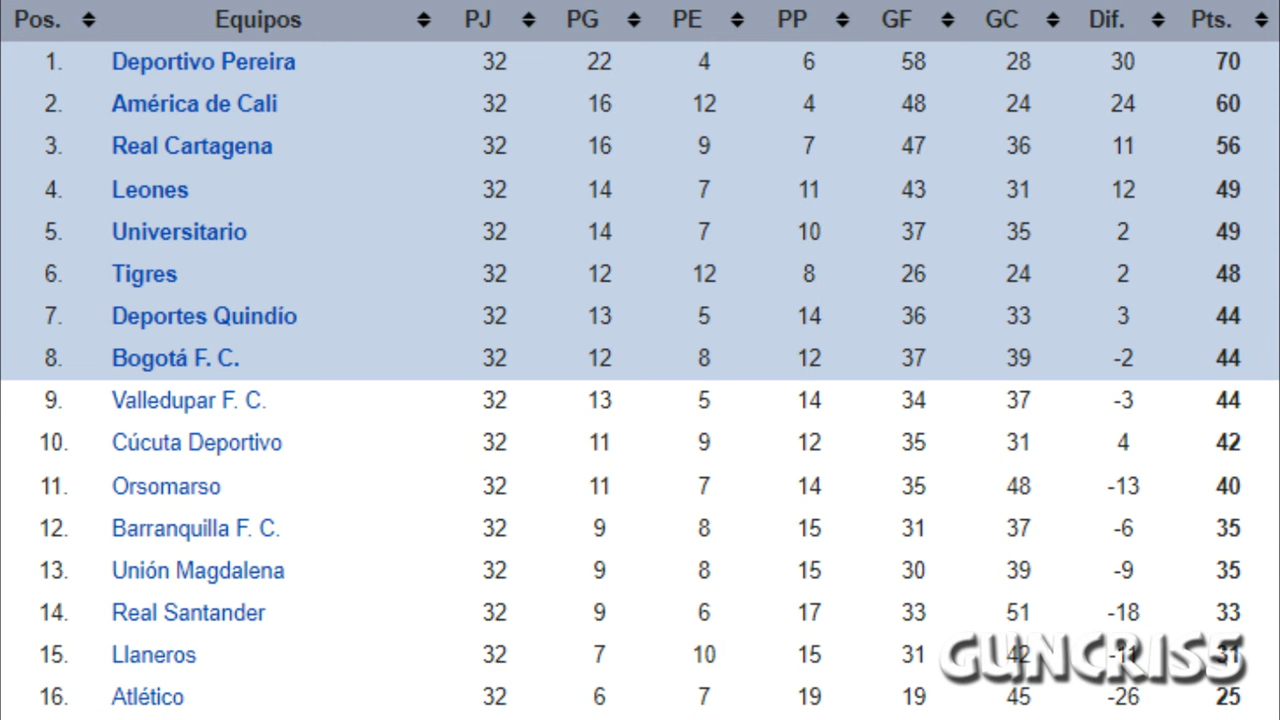 Pos. Equipos PJ PG PE PP GF GC Dif. Pts.
1. Deportivo Pereira 32 22 4 6 58 28 30 70
2. América de Cali 32 16 12 4 48 24 24 60
3. Real Cartagena 32 16 9 7 47 36 11 56
4. Leones 32 14 7 11 43 31 12 49
5. Universitario 32 14 7 10 37 35 2 49
6. Tigres 32 12 12 8 26 24 2 48
7. Deportes Quindío 32 13 5 14 36 33 3 44
8. Bogotá F. C. 32 12 8 12 37 39 -2 44
9. Valledupar F. C. 32 13 5 14 34 37 -3 44
10. Cúcuta Deportivo 32 11 9 12 35 31 4 42
11. Orsomarso 32 11 7 14 35 48 -13 40
12. Barranquilla F. C. 32 9 8 15 31 37 -6 35
13. Unión Magdalena 32 9 8 15 30 39 -9 35
14. Real Santander 32 9 6 17 33 51 -18 33
15. Llaneros 32 7 10 15 31 42 -11 31
GUNCRISS
16. Atlético 32 6 7 19 19 45 -26 25